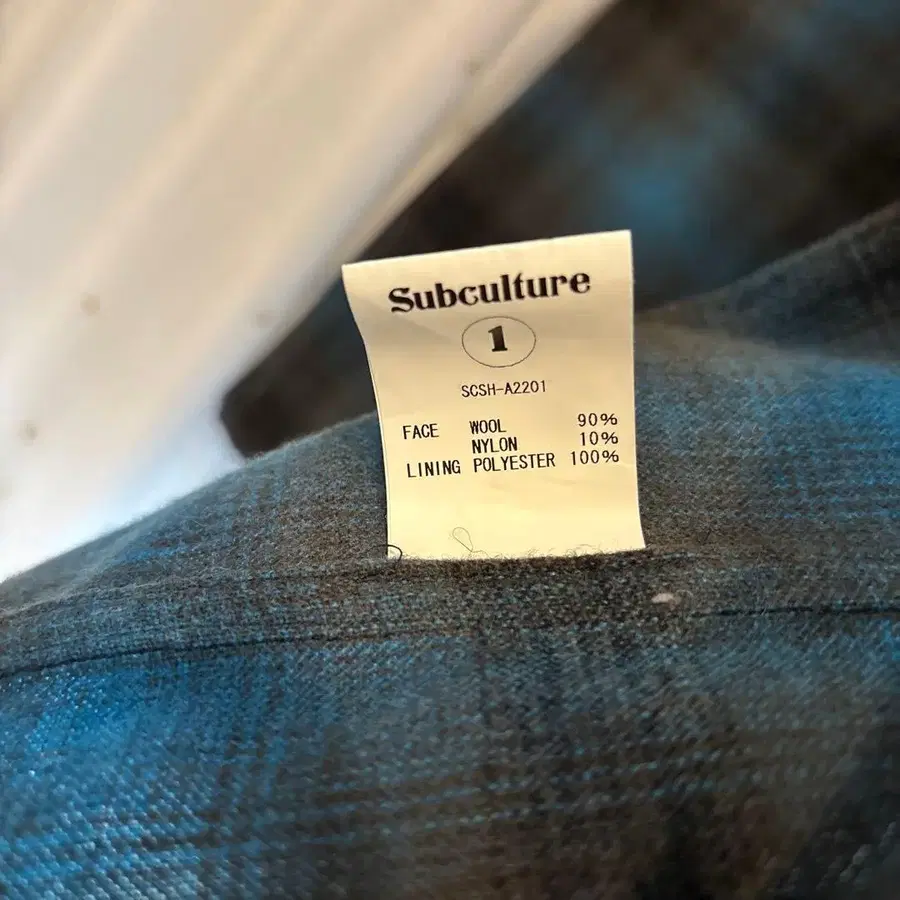 Subculture
1
SCSH-A2201
FACE WOOL 90%
NYLON 10%
LINING POLYESTER 100%